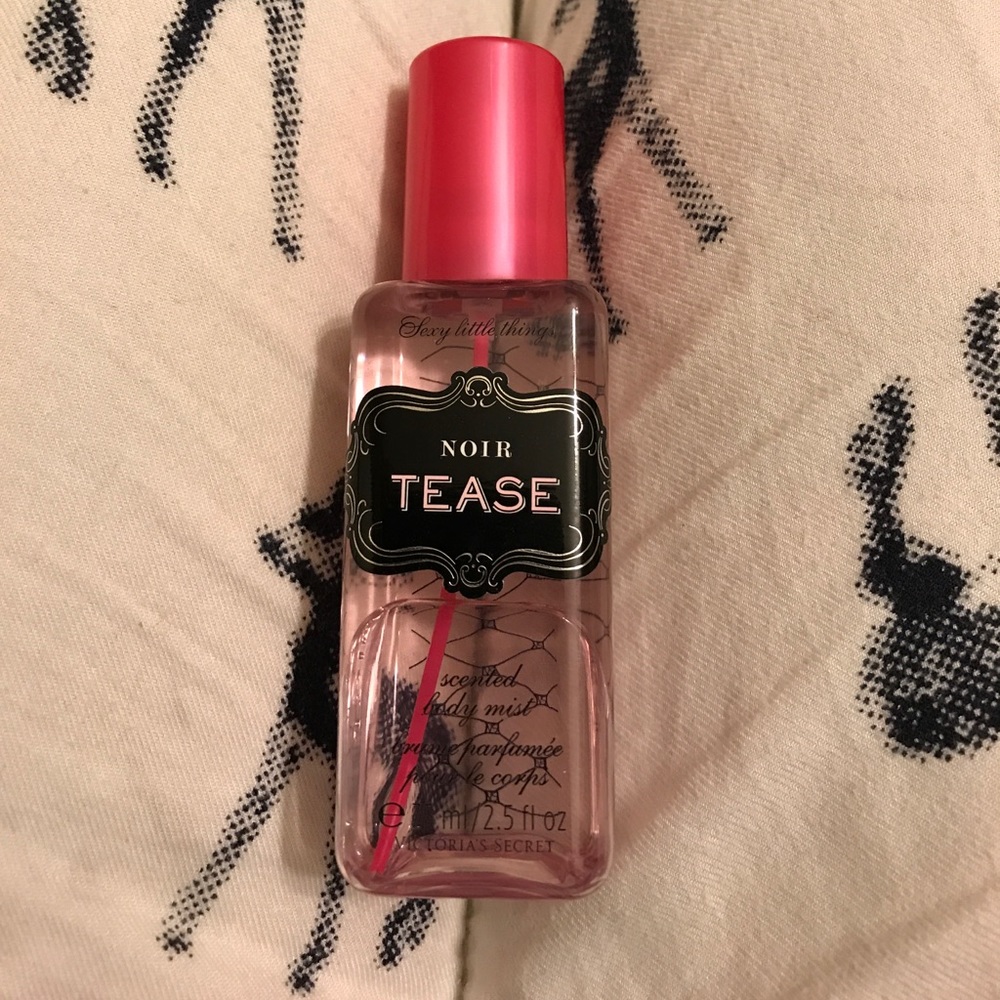 Sexy little things
NOIR
TEASE
scented
body mist
brume parfumée
pour le corps
e ml/2.5 fl oz
VICTORIA'S SECRET